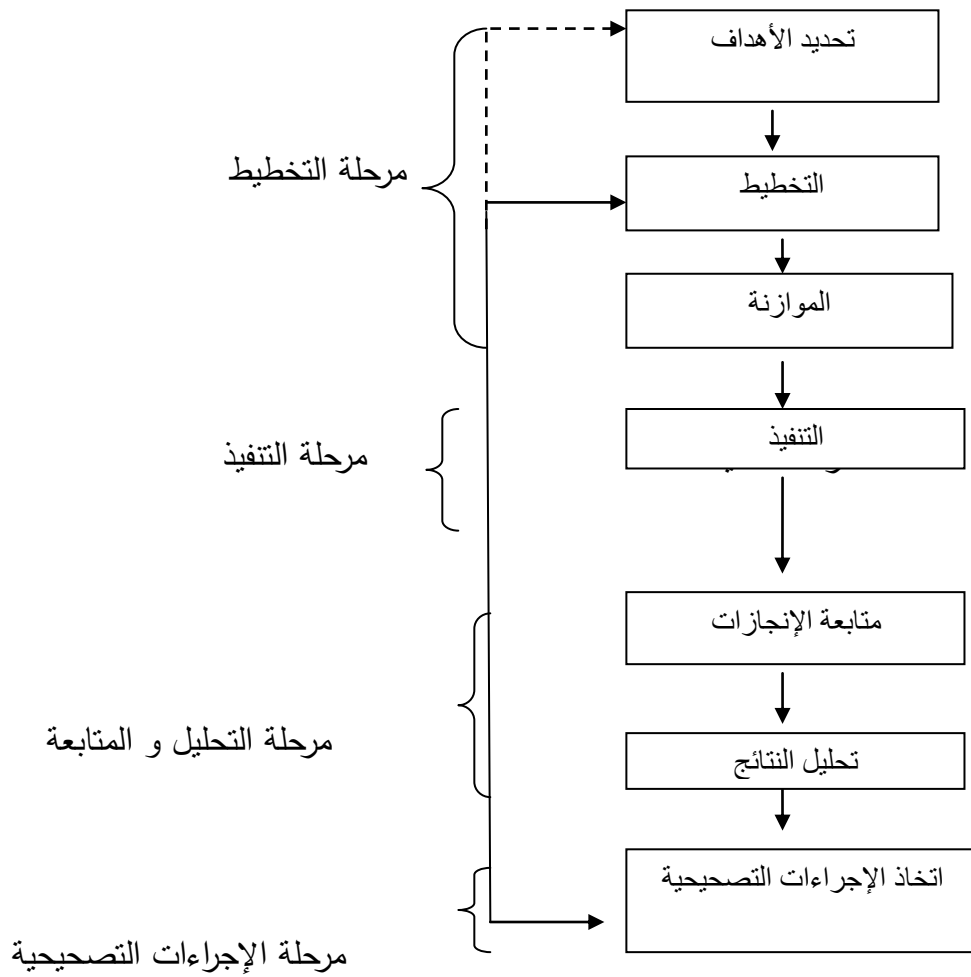 تحديد الأهداف
التخطيط
مرحلة التخطيط
الموازنة
التنفيذ
مرحلة التنفيذ
متابعة الإنجازات
مرحلة التحليل و المتابعة
تحليل النتائج
اتخاذ الإجراءات التصحيحية
مرحلة الإجراءات التصحيحية